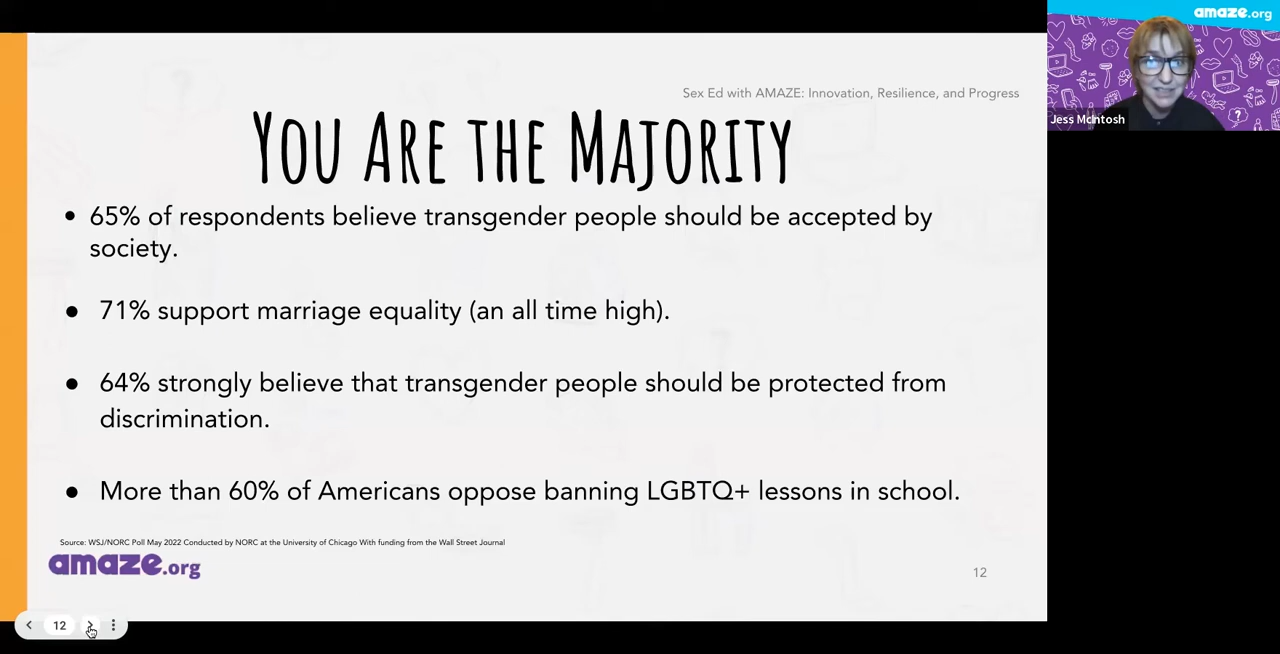 amaze.org
Sex Ed with AMAZE: Innovation, Resilience, and Progress
YOU ARE THE MAJORITY
Jess McIntosh
• 65% of respondents believe transgender people should be accepted by
society.
● 71% support marriage equality (an all time high).
● 64% strongly believe that transgender people should be protected from
discrimination.
● More than 60% of Americans oppose banning LGBTQ+ lessons in school.
Source: WSJ/NORC Poll May 2022 Conducted by NORC at the University of Chicago With funding from the Wall Street Journal
amaze.org
12
12